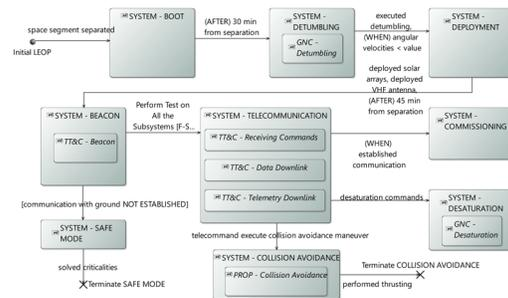 space segment separated
Initial LEOP
SYSTEM - BOOT
(AFTER) 30 min
from separation
SYSTEM -
DETUMBLING
GNC -
Detumbling
executed
detumbling,
(WHEN) angular
velocities < value
SYSTEM -
DEPLOYMENT
deployed solar
arrays, deployed
VHF antenna,
(AFTER) 45 min
from separation
SYSTEM - BEACON
TT&C - Beacon
Perform Test on
All the
Subsystems [F-S...
SYSTEM - TELECOMMUNICATION
TT&C - Receiving Commands
TT&C - Data Downlink
TT&C - Telemetry Downlink
(WHEN)
established
communication
SYSTEM -
COMMISSIONING
[communication with ground NOT ESTABLISHED]
desaturation commands
SYSTEM -
DESATURATION
GNC -
Desaturation
SYSTEM - SAFE
MODE
solved criticalities
Terminate SAFE MODE
telecommand execute collision avoidance maneuver
SYSTEM - COLLISION AVOIDANCE
PROP - Collision Avoidance
Terminate COLLISION AVOIDANCE
performed thrusting